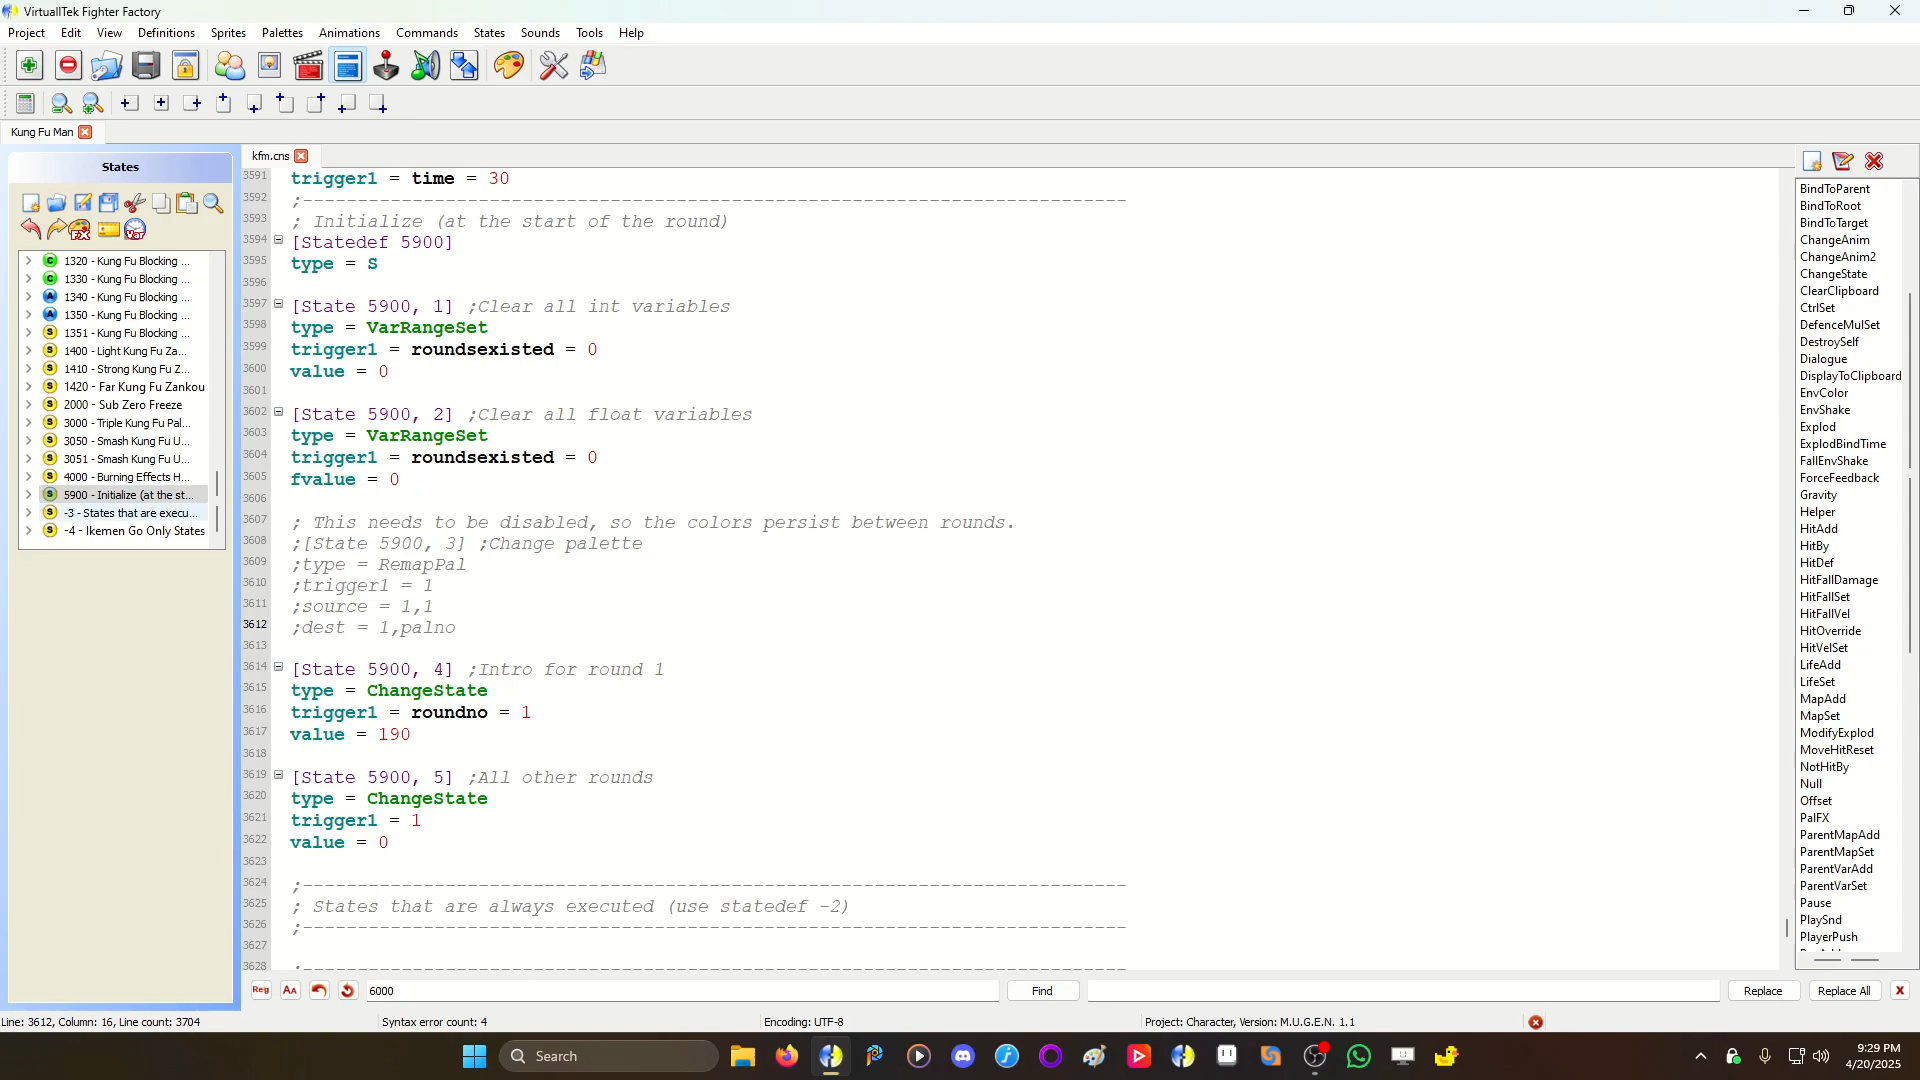 VirtuallTek Fighter Factory
Project Edit View Definitions Sprites Palettes Animations Commands States Sounds Tools Help
Kung Fu Man
States
kfm.cns
1320 - Kung Fu Blocking ...
1330 - Kung Fu Blocking ...
1340 - Kung Fu Blocking ...
1350 - Kung Fu Blocking ...
1351 - Kung Fu Blocking ...
1400 - Light Kung Fu Za...
1410 - Strong Kung Fu Z...
1420 - Far Kung Fu Zankou
2000 - Sub Zero Freeze
3000 - Triple Kung Fu Pal...
3050 - Smash Kung Fu U...
3051 - Smash Kung Fu U...
4000 - Burning Effects H...
5900 - Initialize (at the st...
-3 - States that are execu...
-4 - Ikemen Go Only States
3591 trigger1 = time = 30
3592 ;---------------------------------------------------------------------------
3593 ; Initialize (at the start of the round)
3594 [Statedef 5900]
3595 type = S
3596
3597 [State 5900, 1] ;Clear all int variables
3598 type = VarRangeSet
3599 trigger1 = roundsexisted = 0
3600 value = 0
3601
3602 [State 5900, 2] ;Clear all float variables
3603 type = VarRangeSet
3604 trigger1 = roundsexisted = 0
3605 fvalue = 0
3606
3607 ; This needs to be disabled, so the colors persist between rounds.
3608 ;[State 5900, 3] ;Change palette
3609 ;type = RemapPal
3610 ;trigger1 = 1
3611 ;source = 1,1
3612 ;dest = 1,palno
3613
3614 [State 5900, 4] ;Intro for round 1
3615 type = ChangeState
3616 trigger1 = roundno = 1
3617 value = 190
3618
3619 [State 5900, 5] ;All other rounds
3620 type = ChangeState
3621 trigger1 = 1
3622 value = 0
3623
3624 ;---------------------------------------------------------------------------
3625 ; States that are always executed (use statedef -2)
3626 ;---------------------------------------------------------------------------
3627
3628 ;---------------------------------------------------------------------------
BindToParent
BindToRoot
BindToTarget
ChangeAnim
ChangeAnim2
ChangeState
ClearClipboard
CtrlSet
DefenceMulSet
DestroySelf
Dialogue
DisplayToClipboard
EnvColor
EnvShake
Explod
ExplodBindTime
FallEnvShake
ForceFeedback
Gravity
Helper
HitAdd
HitBy
HitDef
HitFallDamage
HitFallSet
HitFallVel
HitOverride
HitVelSet
LifeAdd
LifeSet
MapAdd
MapSet
ModifyExplod
MoveHitReset
NotHitBy
Null
Offset
PalFX
ParentMapAdd
ParentMapSet
ParentVarAdd
ParentVarSet
Pause
PlaySnd
PlayerPush
Reg AA 6000 Find Replace Replace All
Line: 3612, Column: 16, Line count: 3704 Syntax error count: 4 Encoding: UTF-8 Project: Character, Version: M.U.G.E.N. 1.1
Search
9:29 PM
4/20/2025